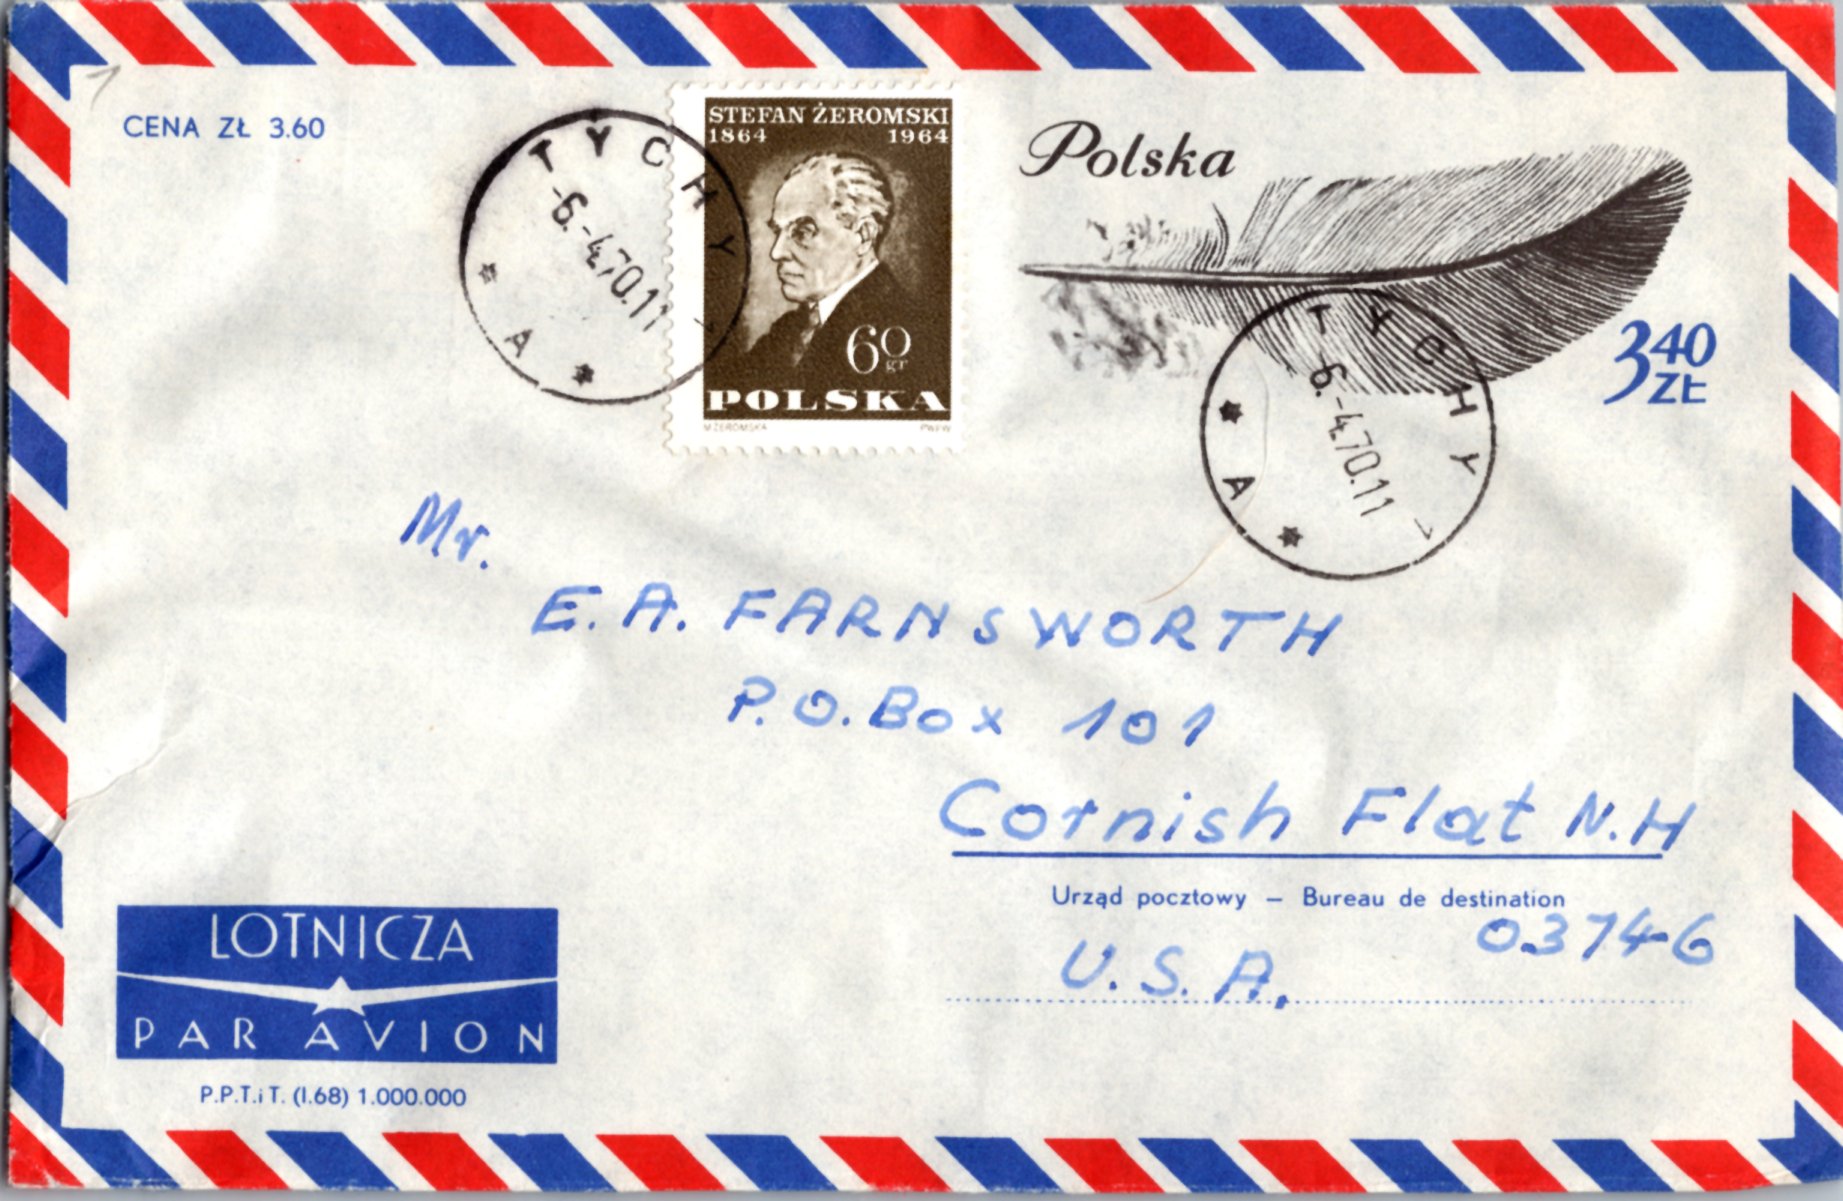 CENA ZŁ 3.60
STEFAN ŻEROMSKI
1864 1964
60
gr
POLSKA
M.ŻEROMSKA PWPW
TYCHY 1
-6.-4.70.11
* A *
Polska
3 40
ZŁ
TYCHY 1
-6.-4.70.11
* A *
Mr.
E. A. FARNSWORTH
P.O. Box 101
Cornish Flat N.H
Urząd pocztowy — Bureau de destination
03746
U.S.A.
LOTNICZA
PAR AVION
P.P.T.i T. (I.68) 1.000.000